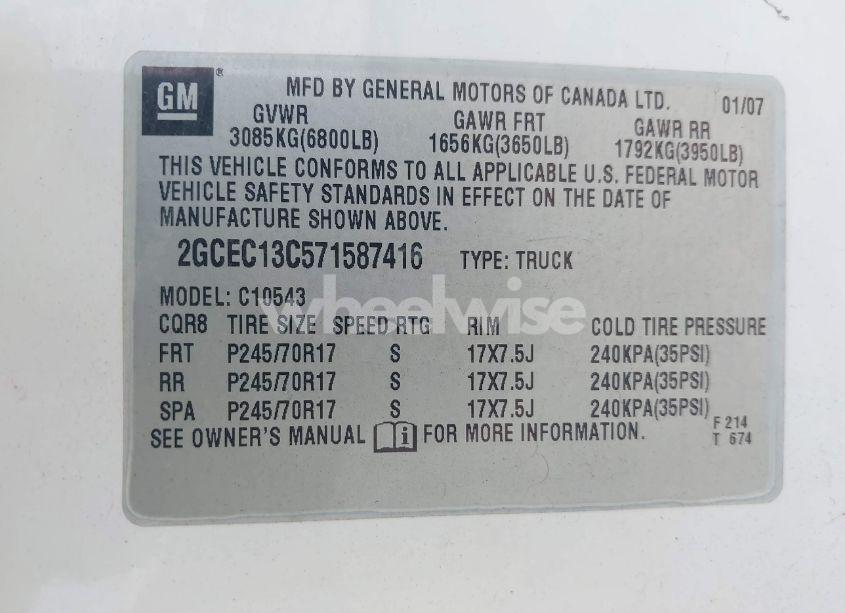 GM®
MFD BY GENERAL MOTORS OF CANADA LTD. 01/07
GVWR GAWR FRT GAWR RR
3085KG(6800LB) 1656KG(3650LB) 1792KG(3950LB)
THIS VEHICLE CONFORMS TO ALL APPLICABLE U.S. FEDERAL MOTOR
VEHICLE SAFETY STANDARDS IN EFFECT ON THE DATE OF
MANUFACTURE SHOWN ABOVE.
2GCEC13C571587416 TYPE: TRUCK
MODEL: C10543
wheelwise
CQR8 TIRE SIZE SPEED RTG RIM COLD TIRE PRESSURE
FRT P245/70R17 S 17X7.5J 240KPA(35PSI)
RR P245/70R17 S 17X7.5J 240KPA(35PSI)
SPA P245/70R17 S 17X7.5J 240KPA(35PSI)
SEE OWNER'S MANUAL i FOR MORE INFORMATION.
F 214
T 674